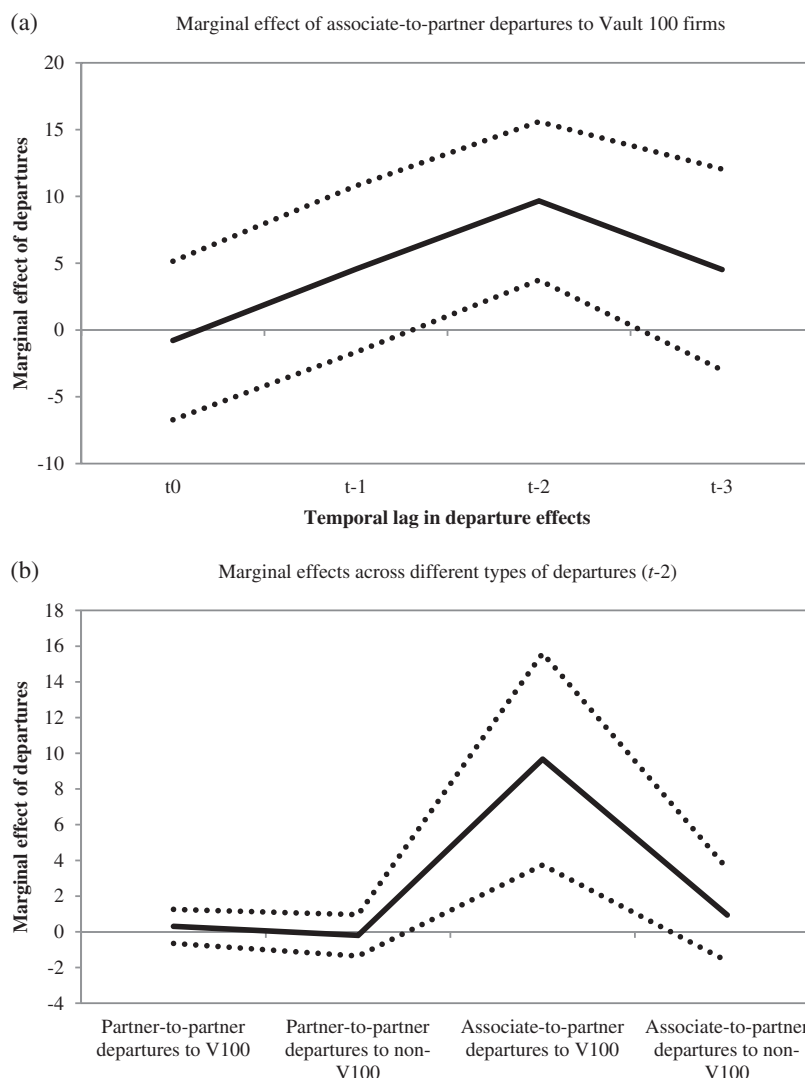 (a) Marginal effect of associate-to-partner departures to Vault 100 firms
20
15
10
5
0
-5
-10
Marginal effect of departures
t0 t-1 t-2 t-3
Temporal lag in departure effects
(b) Marginal effects across different types of departures (t-2)
18
16
14
12
10
8
6
4
2
0
-2
-4
Marginal effect of departures
Partner-to-partner departures to V100
Partner-to-partner departures to non-V100
Associate-to-partner departures to V100
Associate-to-partner departures to non-V100